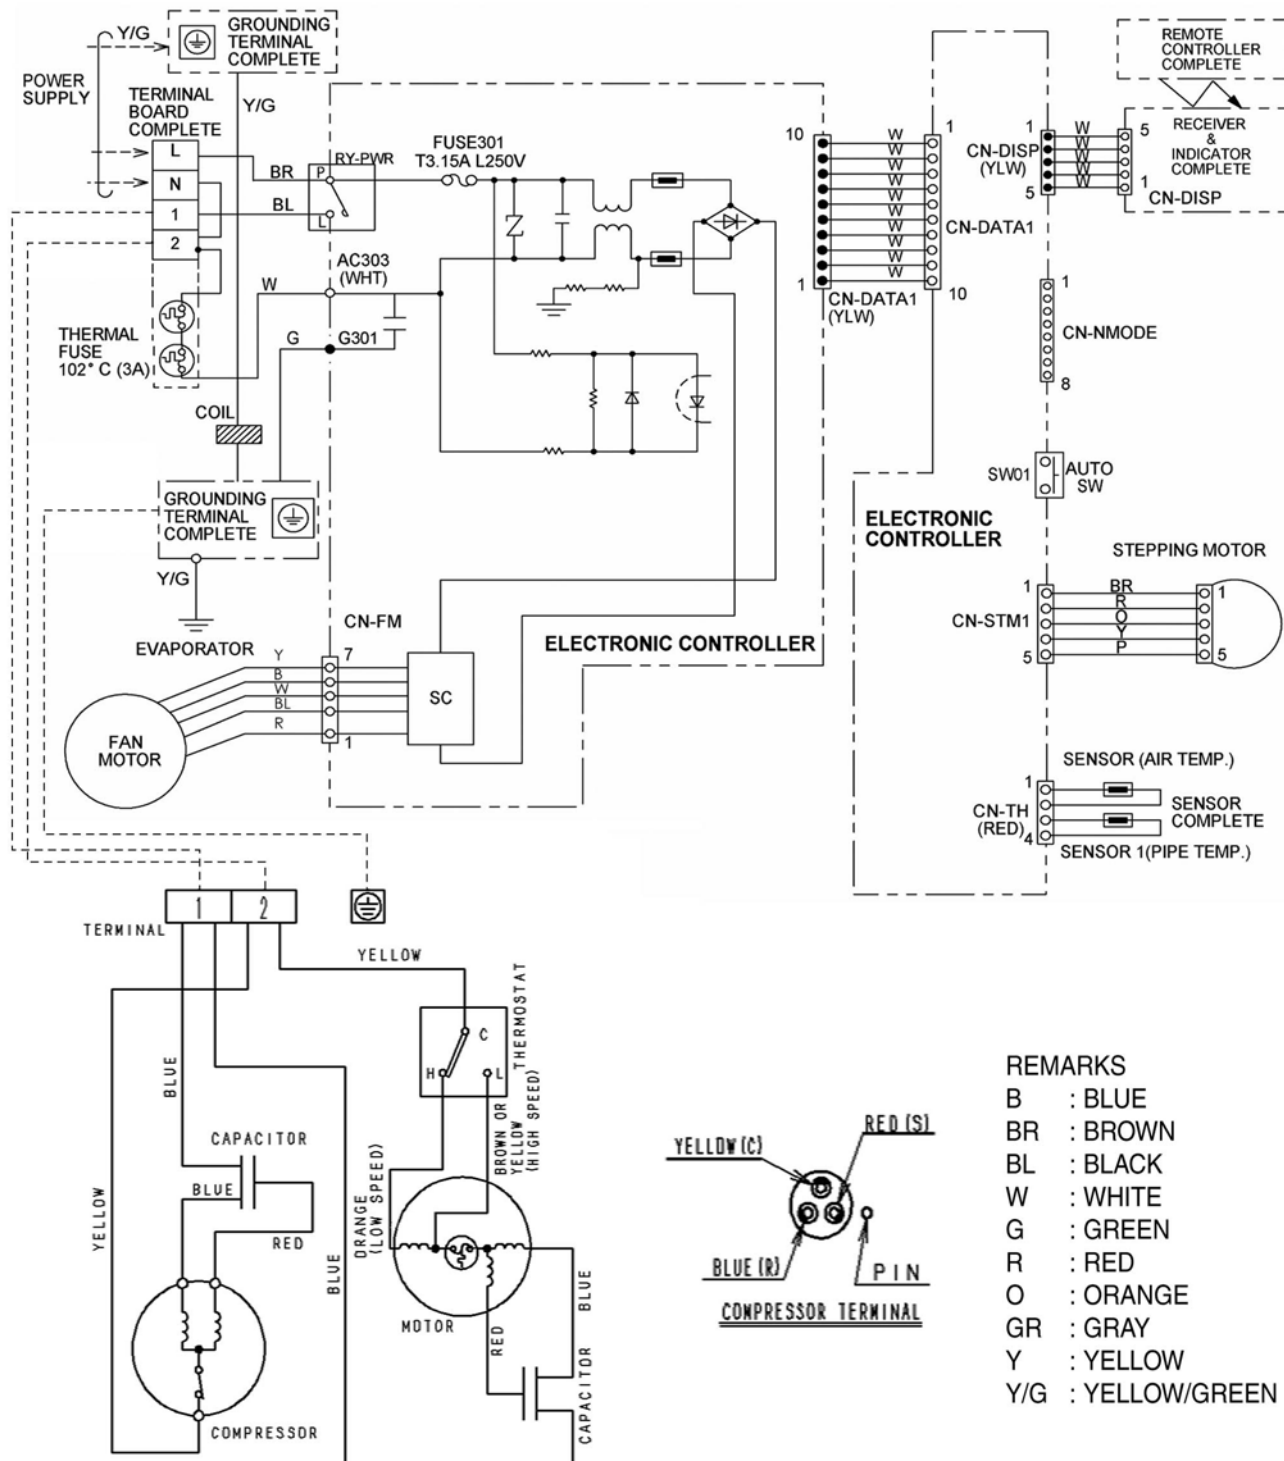 Y/G
GROUNDING
TERMINAL
COMPLETE
POWER
SUPPLY
TERMINAL
BOARD
COMPLETE
Y/G
L
N
1
2
BR
BL
RY-PWR
P
L
FUSE301
T3.15A L250V
AC303
(WHT)
W
G
G301
THERMAL
FUSE
102° C (3A)
COIL
GROUNDING
TERMINAL
COMPLETE
Y/G
EVAPORATOR
CN-FM
7
1
Y
B
W
BL
R
FAN
MOTOR
SC
ELECTRONIC CONTROLLER
10
1
CN-DATA1
(YLW)
W
W
W
W
W
W
W
W
W
W
1
CN-DATA1
10
REMOTE
CONTROLLER
COMPLETE
RECEIVER
&
INDICATOR
COMPLETE
1
CN-DISP
(YLW)
5
W
W
W
W
W
5
1
CN-DISP
1
CN-NMODE
8
SW01
AUTO
SW
ELECTRONIC
CONTROLLER
STEPPING MOTOR
1
CN-STM1
5
BR
R
O
Y
P
1
5
SENSOR (AIR TEMP.)
1
CN-TH
(RED)
4
SENSOR
COMPLETE
SENSOR 1(PIPE TEMP.)
1
2
TERMINAL
YELLOW
THERMOSTAT
C
H
L
BLUE
CAPACITOR
BLUE
RED
YELLOW
BLUE
COMPRESSOR
ORANGE
(LOW SPEED)
BROWN OR
YELLOW
(HIGH SPEED)
MOTOR
RED
BLUE
CAPACITOR
YELLOW (C)
RED (S)
BLUE (R)
PIN
COMPRESSOR TERMINAL
REMARKS
B : BLUE
BR : BROWN
BL : BLACK
W : WHITE
G : GREEN
R : RED
O : ORANGE
GR : GRAY
Y : YELLOW
Y/G : YELLOW/GREEN